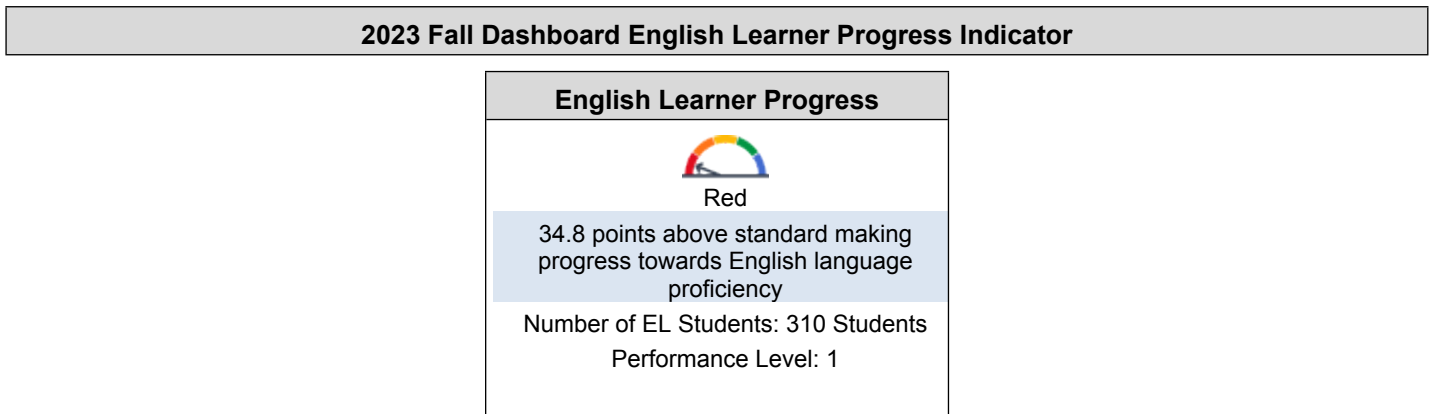 2023 Fall Dashboard English Learner Progress Indicator
English Learner Progress
Red
34.8 points above standard making
progress towards English language
proficiency
Number of EL Students: 310 Students
Performance Level: 1